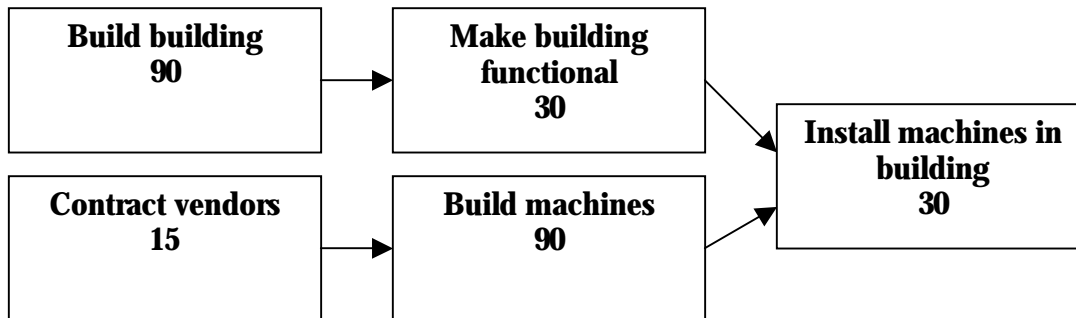 Build building
90
Make building
functional
30
Install machines in
building
30
Contract vendors
15
Build machines
90